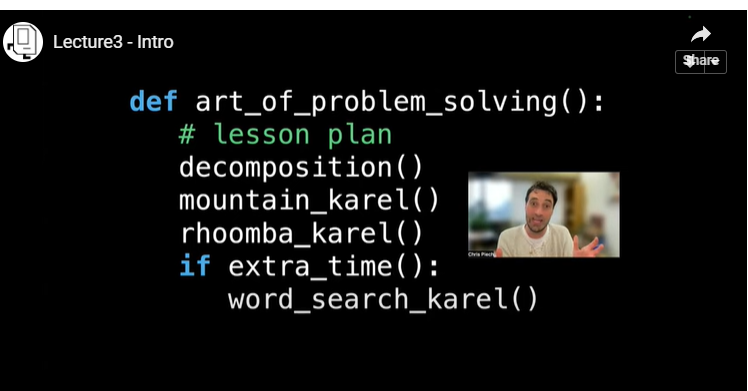 Lecture3 - Intro
Share
def art_of_problem_solving():
# lesson plan
decomposition()
mountain_karel()
rhoomba_karel()
if extra_time():
word_search_karel()
Chris Piech